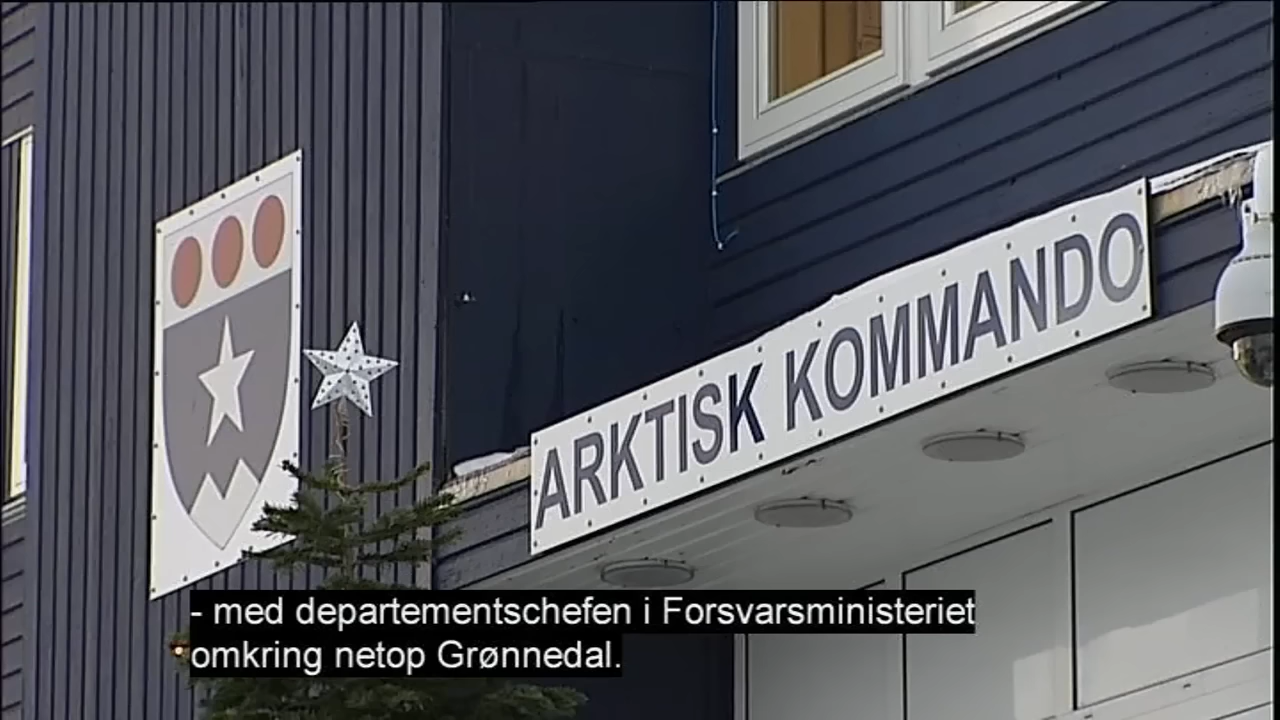 ARKTISK KOMMANDO
- med departementschefen i Forsvarsministeriet
omkring netop Grønnedal.